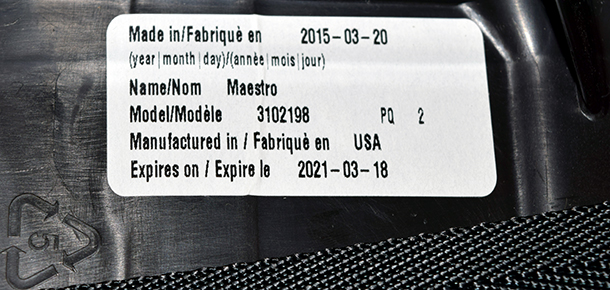 Made in/Fabriquè en 2015-03-20
(year|month|day)/(annèe|mois|jour)
Name/Nom Maestro
Model/Modèle 3102198 PQ 2
Manufactured in / Fabriquè en USA
Expires on / Expire le 2021-03-18
5